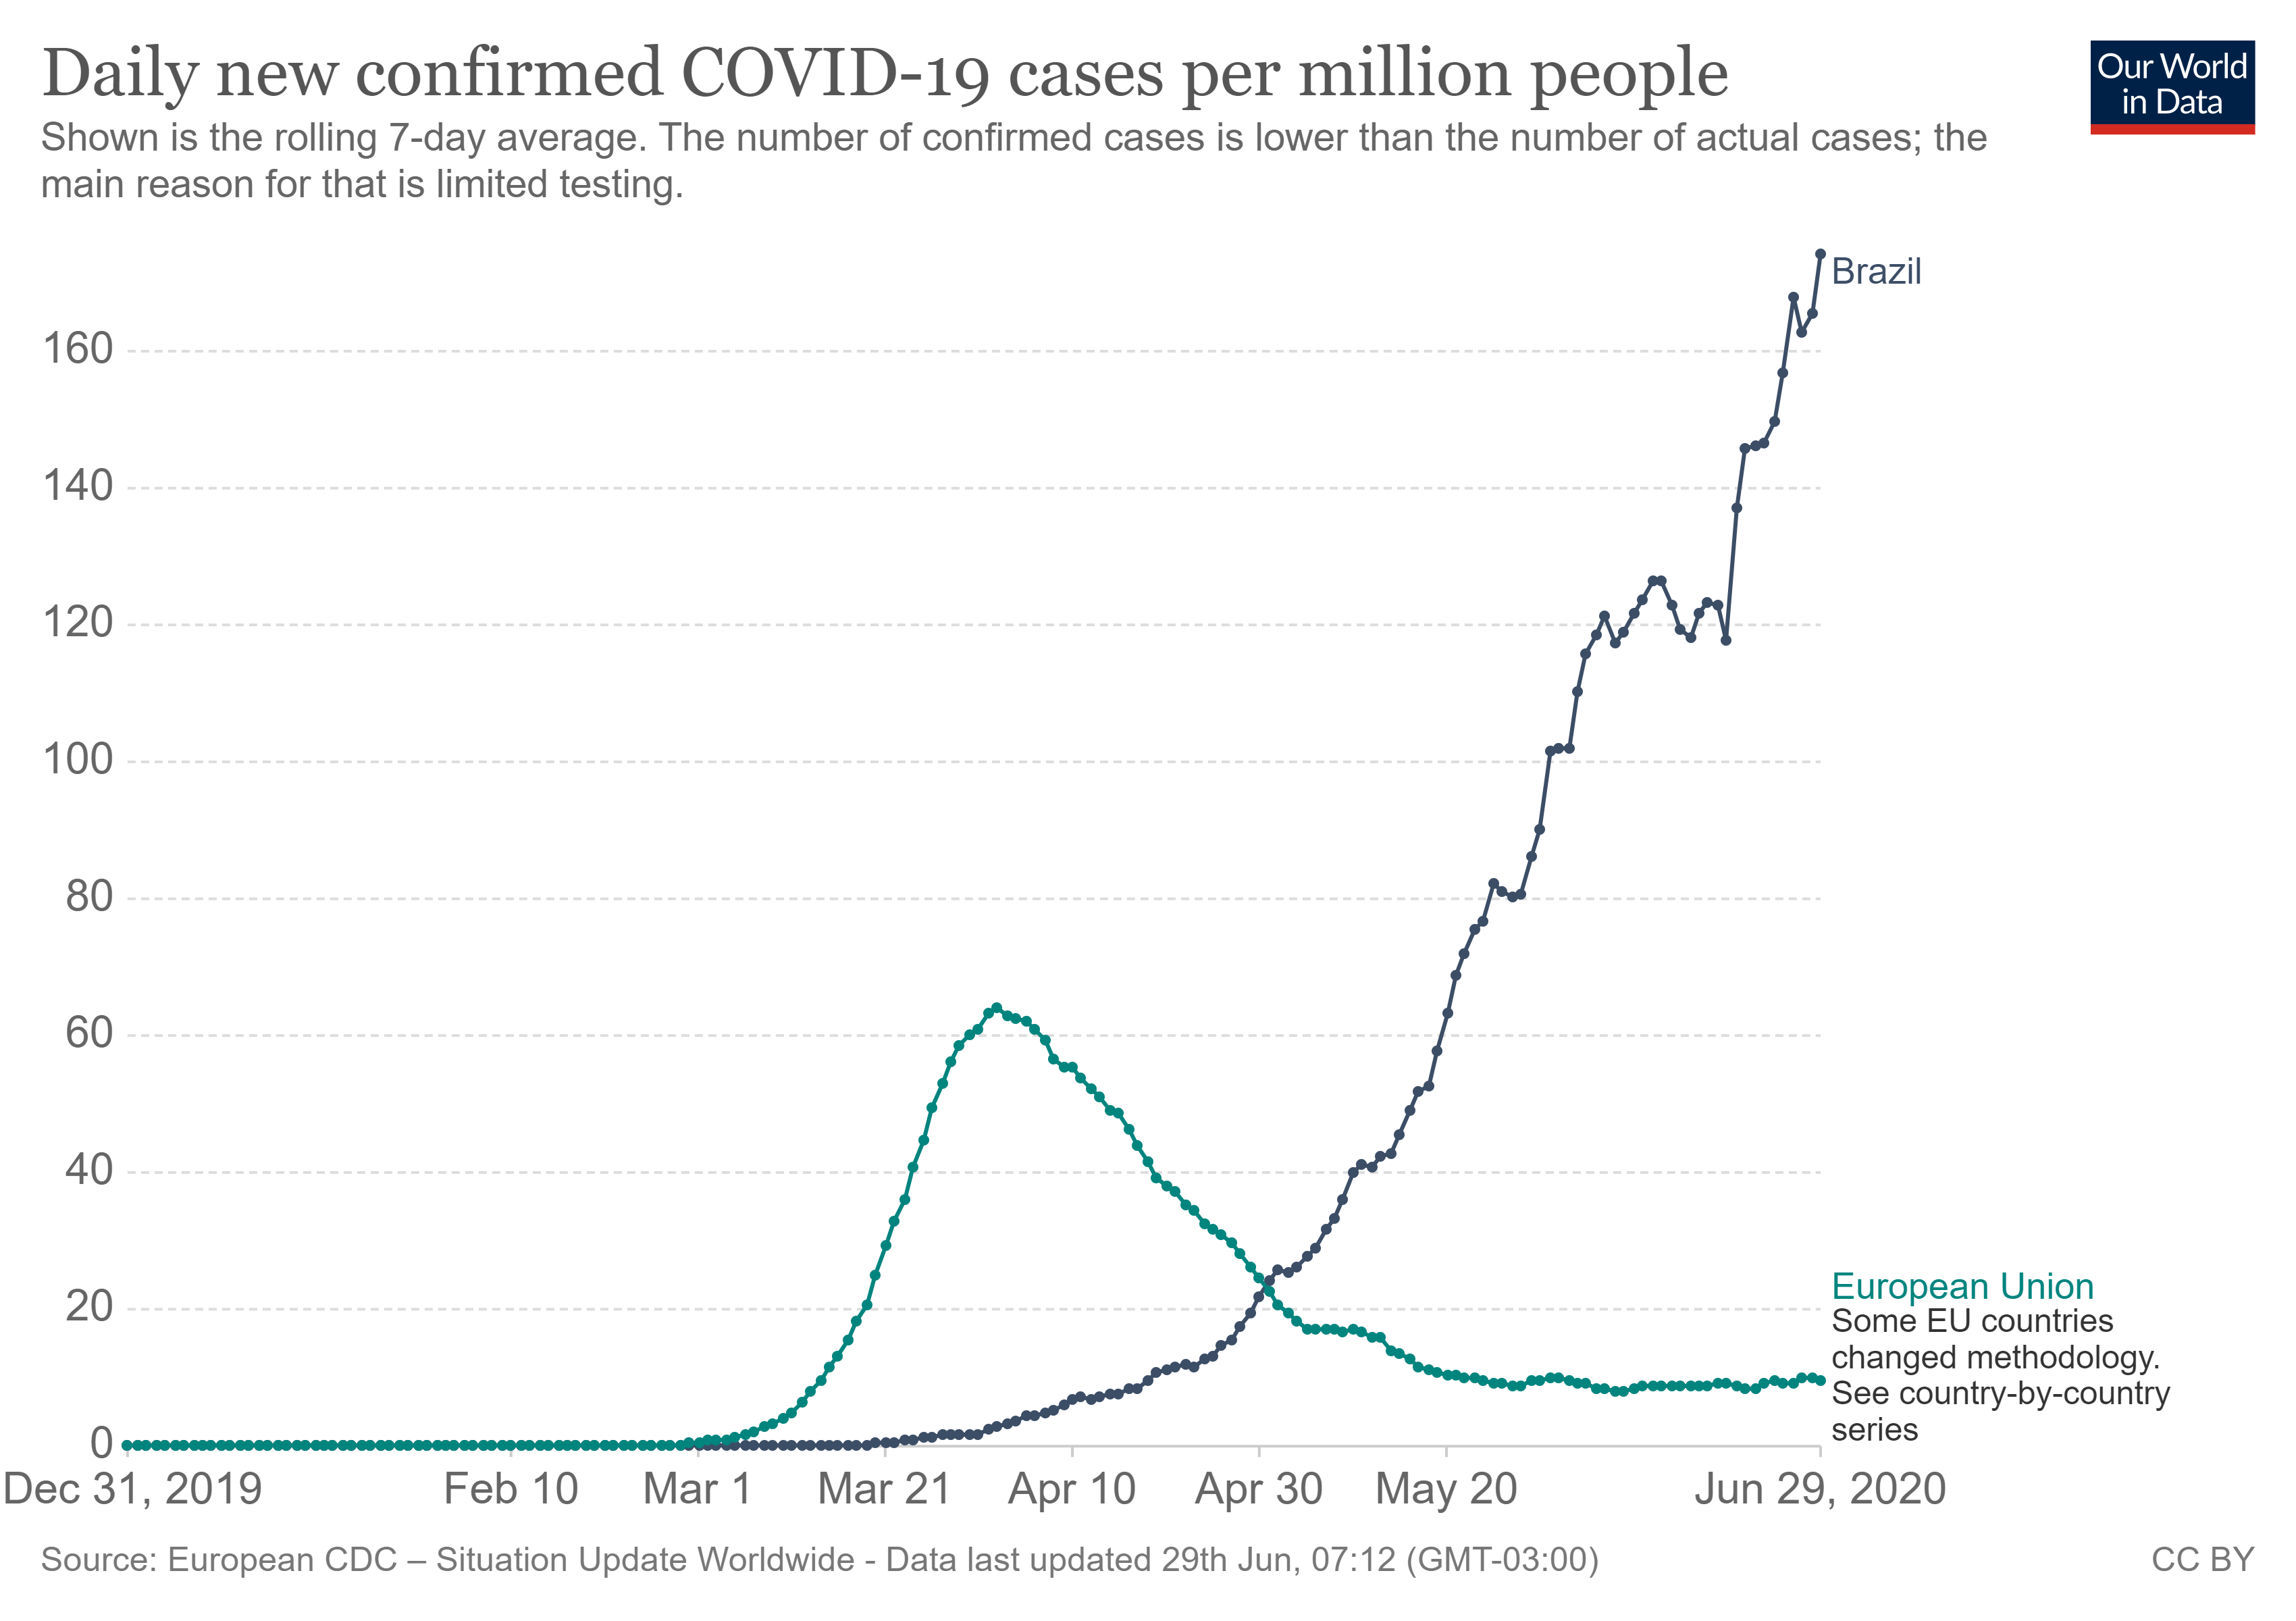 Daily new confirmed COVID-19 cases per million people
Our World
in Data
Shown is the rolling 7-day average. The number of confirmed cases is lower than the number of actual cases; the
main reason for that is limited testing.
Brazil
160
140
120
100
80
60
40
20
0
European Union
Some EU countries
changed methodology.
See country-by-country
series
Dec 31, 2019
Feb 10
Mar 1
Mar 21
Apr 10
Apr 30
May 20
Jun 29, 2020
Source: European CDC – Situation Update Worldwide - Data last updated 29th Jun, 07:12 (GMT-03:00)
CC BY